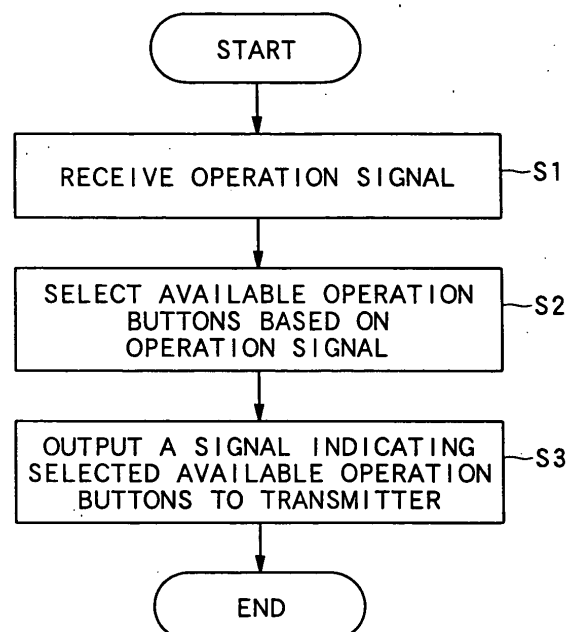 START
RECEIVE OPERATION SIGNAL
S1
SELECT AVAILABLE OPERATION
BUTTONS BASED ON
OPERATION SIGNAL
S2
OUTPUT A SIGNAL INDICATING
SELECTED AVAILABLE OPERATION
BUTTONS TO TRANSMITTER
S3
END